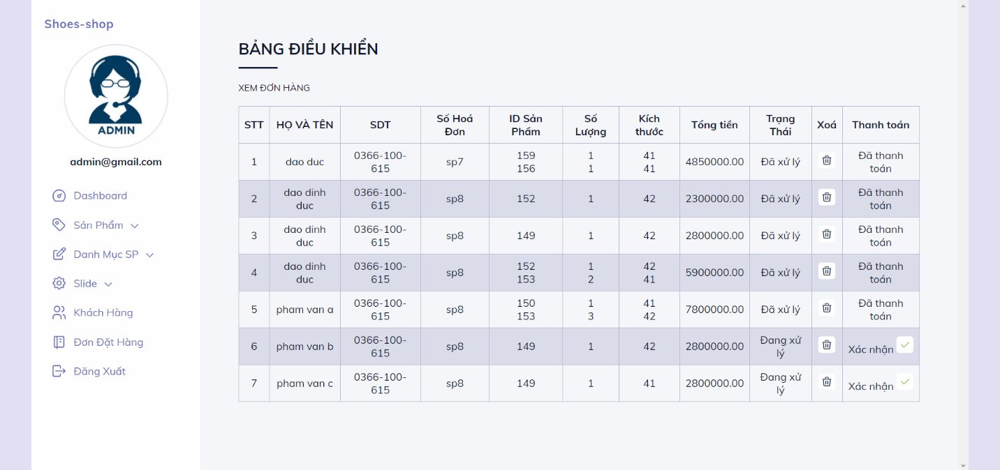 Shoes-shop
ADMIN
admin@gmail.com
Dashboard
Sản Phẩm
Danh Mục SP
Slide
Khách Hàng
Đơn Đặt Hàng
Đăng Xuất
BẢNG ĐIỀU KHIỂN
XEM ĐƠN HÀNG
STT HỌ VÀ TÊN SDT Số Hoá Đơn ID Sản Phẩm Số Lượng Kích thước Tổng tiền Trạng Thái Xoá Thanh toán
1 dao duc 0366-100-615 sp7 159 156 1 1 41 41 4850000.00 Đã xử lý Đã thanh toán
2 dao dinh duc 0366-100-615 sp8 152 1 42 2300000.00 Đã xử lý Đã thanh toán
3 dao dinh duc 0366-100-615 sp8 149 1 42 2800000.00 Đã xử lý Đã thanh toán
4 dao dinh duc 0366-100-615 sp8 152 153 1 2 42 41 5900000.00 Đã xử lý Đã thanh toán
5 pham van a 0366-100-615 sp8 150 153 1 3 41 42 7800000.00 Đã xử lý Đã thanh toán
6 pham van b 0366-100-615 sp8 149 1 42 2800000.00 Đang xử lý Xác nhận
7 pham van c 0366-100-615 sp8 149 1 41 2800000.00 Đang xử lý Xác nhận